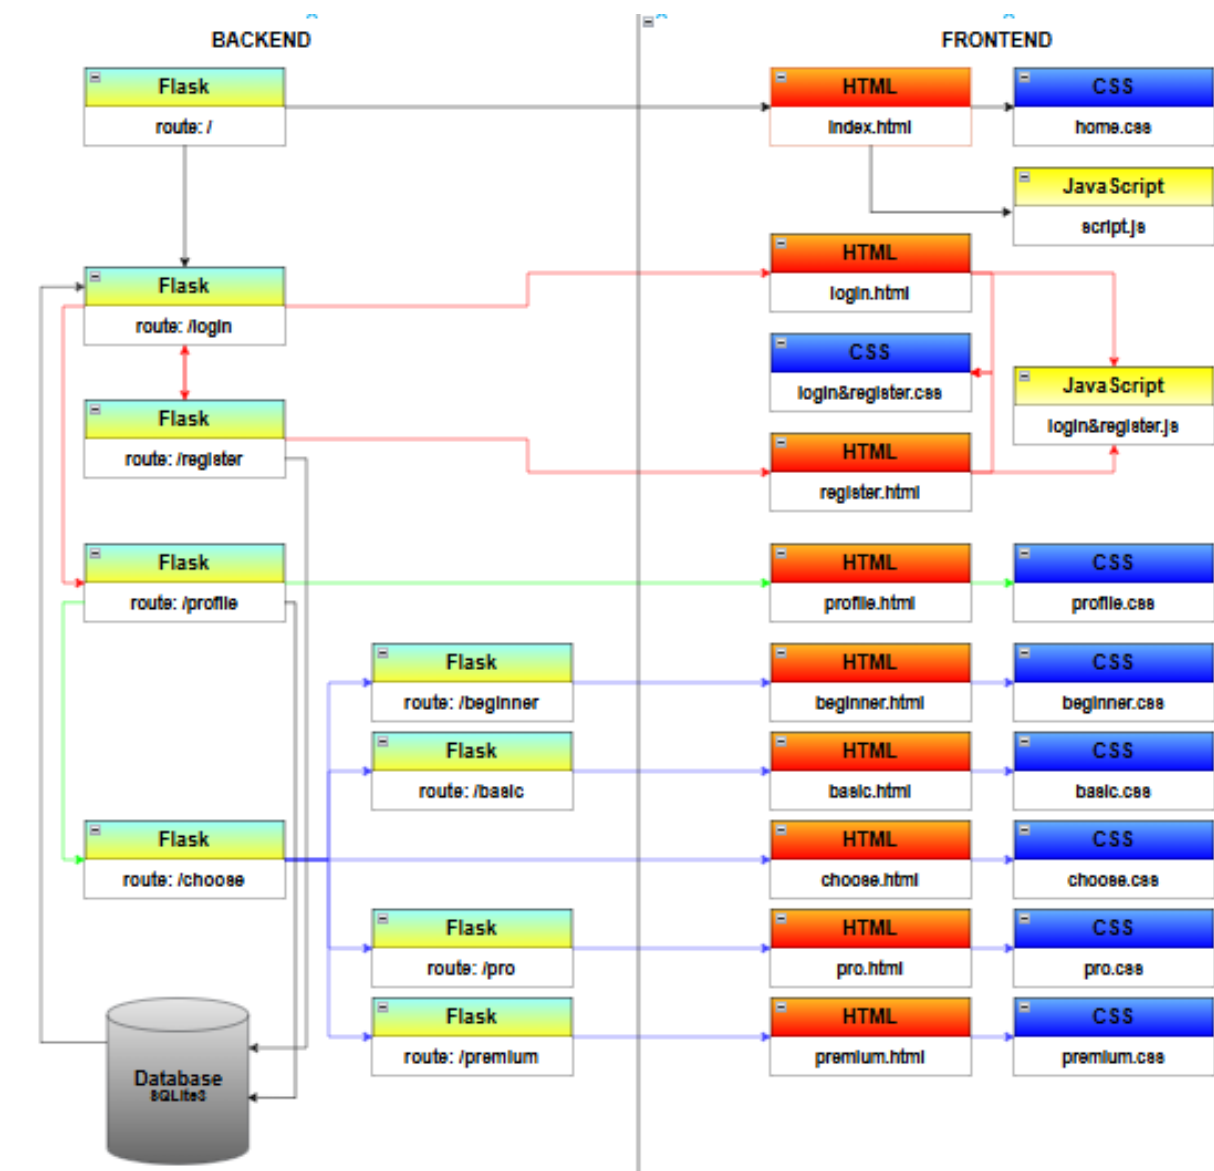 BACKEND
FRONTEND
Flask
route: /
HTML
index.html
CSS
home.css
JavaScript
script.js
Flask
route: /login
HTML
login.html
CSS
login&register.css
JavaScript
login&register.js
Flask
route: /register
HTML
register.html
Flask
route: /profile
HTML
profile.html
CSS
profile.css
Flask
route: /beginner
HTML
beginner.html
CSS
beginner.css
Flask
route: /basic
HTML
basic.html
CSS
basic.css
Flask
route: /choose
HTML
choose.html
CSS
choose.css
Flask
route: /pro
HTML
pro.html
CSS
pro.css
Flask
route: /premium
HTML
premium.html
CSS
premium.css
Database
SQLite3